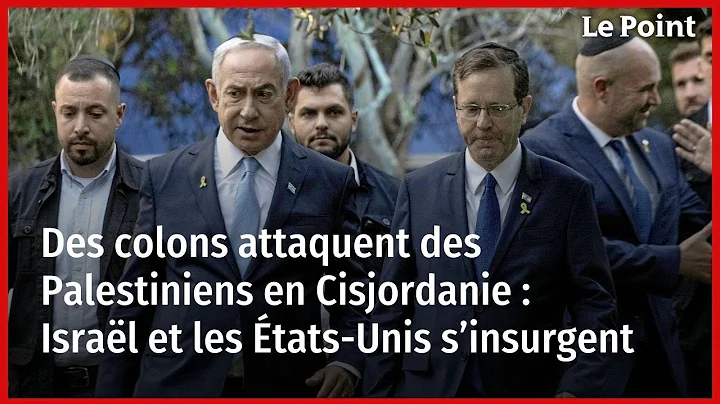 Le Point
Des colons attaquent des
Palestiniens en Cisjordanie :
Israël et les États-Unis s’insurgent